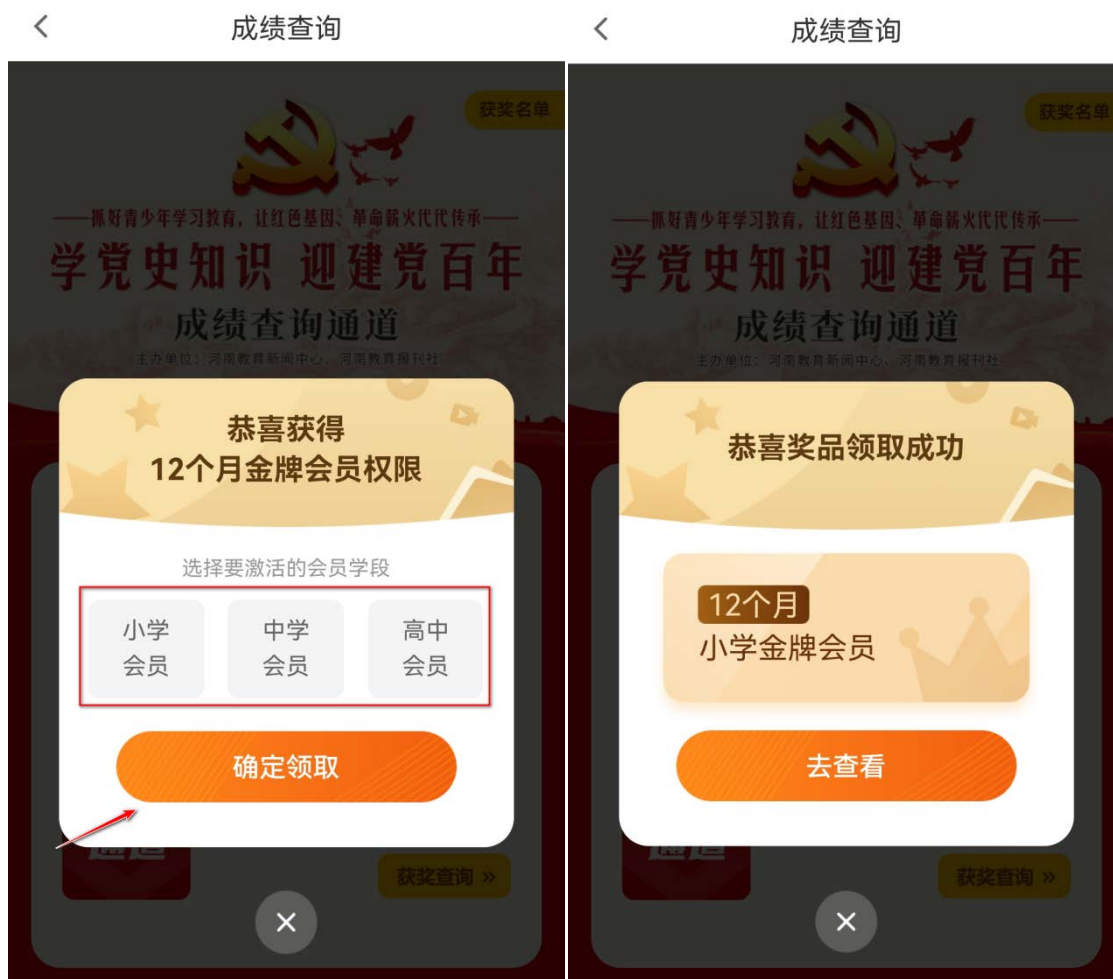 成绩查询
获奖名单
——抓好青少年学习教育，让红色基因、革命薪火代代传承——
学党史知识 迎建党百年
成绩查询通道
主办单位：河南教育新闻中心、河南教育报刊社
恭喜获得
12个月金牌会员权限
选择要激活的会员学段
小学
会员
中学
会员
高中
会员
确定领取
通道
获奖查询 »
成绩查询
获奖名单
——抓好青少年学习教育，让红色基因、革命薪火代代传承——
学党史知识 迎建党百年
成绩查询通道
主办单位：河南教育新闻中心、河南教育报刊社
恭喜奖品领取成功
12个月
小学金牌会员
去查看
通道
获奖查询 »